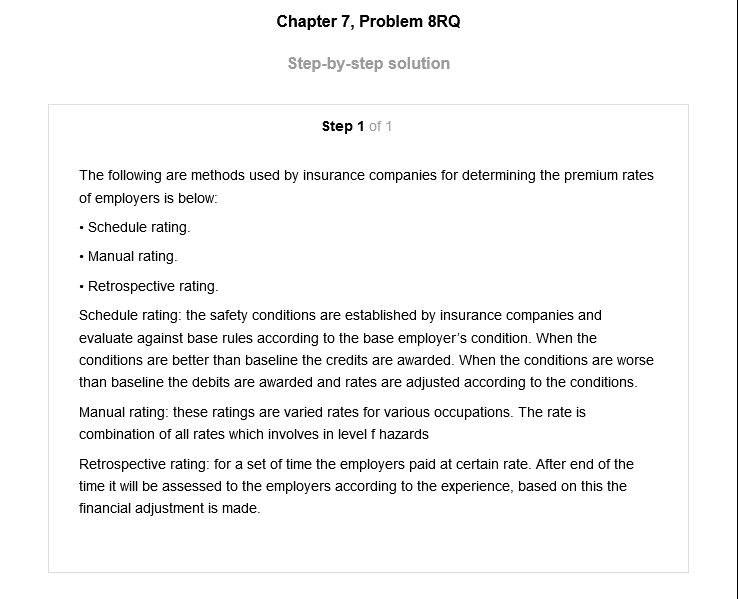 Chapter 7, Problem 8RQ
Step-by-step solution
Step 1 of 1
The following are methods used by insurance companies for determining the premium rates
of employers is below:
• Schedule rating.
• Manual rating.
• Retrospective rating.
Schedule rating: the safety conditions are established by insurance companies and
evaluate against base rules according to the base employer's condition. When the
conditions are better than baseline the credits are awarded. When the conditions are worse
than baseline the debits are awarded and rates are adjusted according to the conditions.
Manual rating: these ratings are varied rates for various occupations. The rate is
combination of all rates which involves in level f hazards
Retrospective rating: for a set of time the employers paid at certain rate. After end of the
time it will be assessed to the employers according to the experience, based on this the
financial adjustment is made.